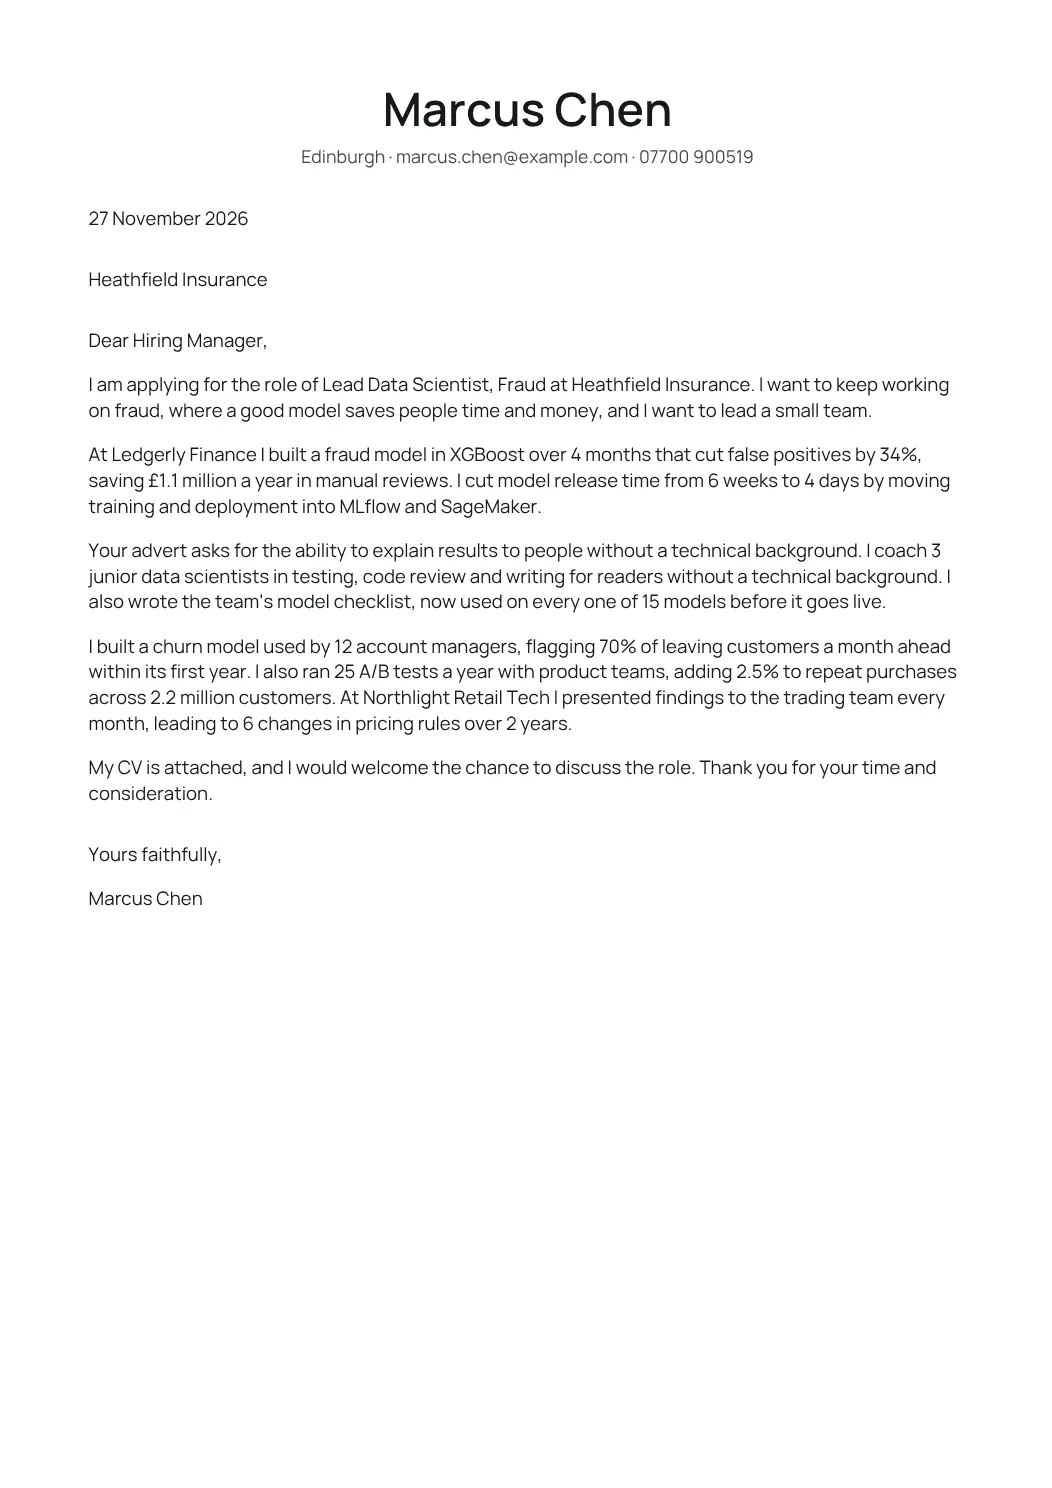 Marcus Chen
Edinburgh · marcus.chen@example.com · 07700 900519
27 November 2026
Heathfield Insurance
Dear Hiring Manager,
I am applying for the role of Lead Data Scientist, Fraud at Heathfield Insurance. I want to keep working
on fraud, where a good model saves people time and money, and I want to lead a small team.
At Ledgerly Finance I built a fraud model in XGBoost over 4 months that cut false positives by 34%,
saving £1.1 million a year in manual reviews. I cut model release time from 6 weeks to 4 days by moving
training and deployment into MLflow and SageMaker.
Your advert asks for the ability to explain results to people without a technical background. I coach 3
junior data scientists in testing, code review and writing for readers without a technical background. I
also wrote the team's model checklist, now used on every one of 15 models before it goes live.
I built a churn model used by 12 account managers, flagging 70% of leaving customers a month ahead
within its first year. I also ran 25 A/B tests a year with product teams, adding 2.5% to repeat purchases
across 2.2 million customers. At Northlight Retail Tech I presented findings to the trading team every
month, leading to 6 changes in pricing rules over 2 years.
My CV is attached, and I would welcome the chance to discuss the role. Thank you for your time and
consideration.
Yours faithfully,
Marcus Chen